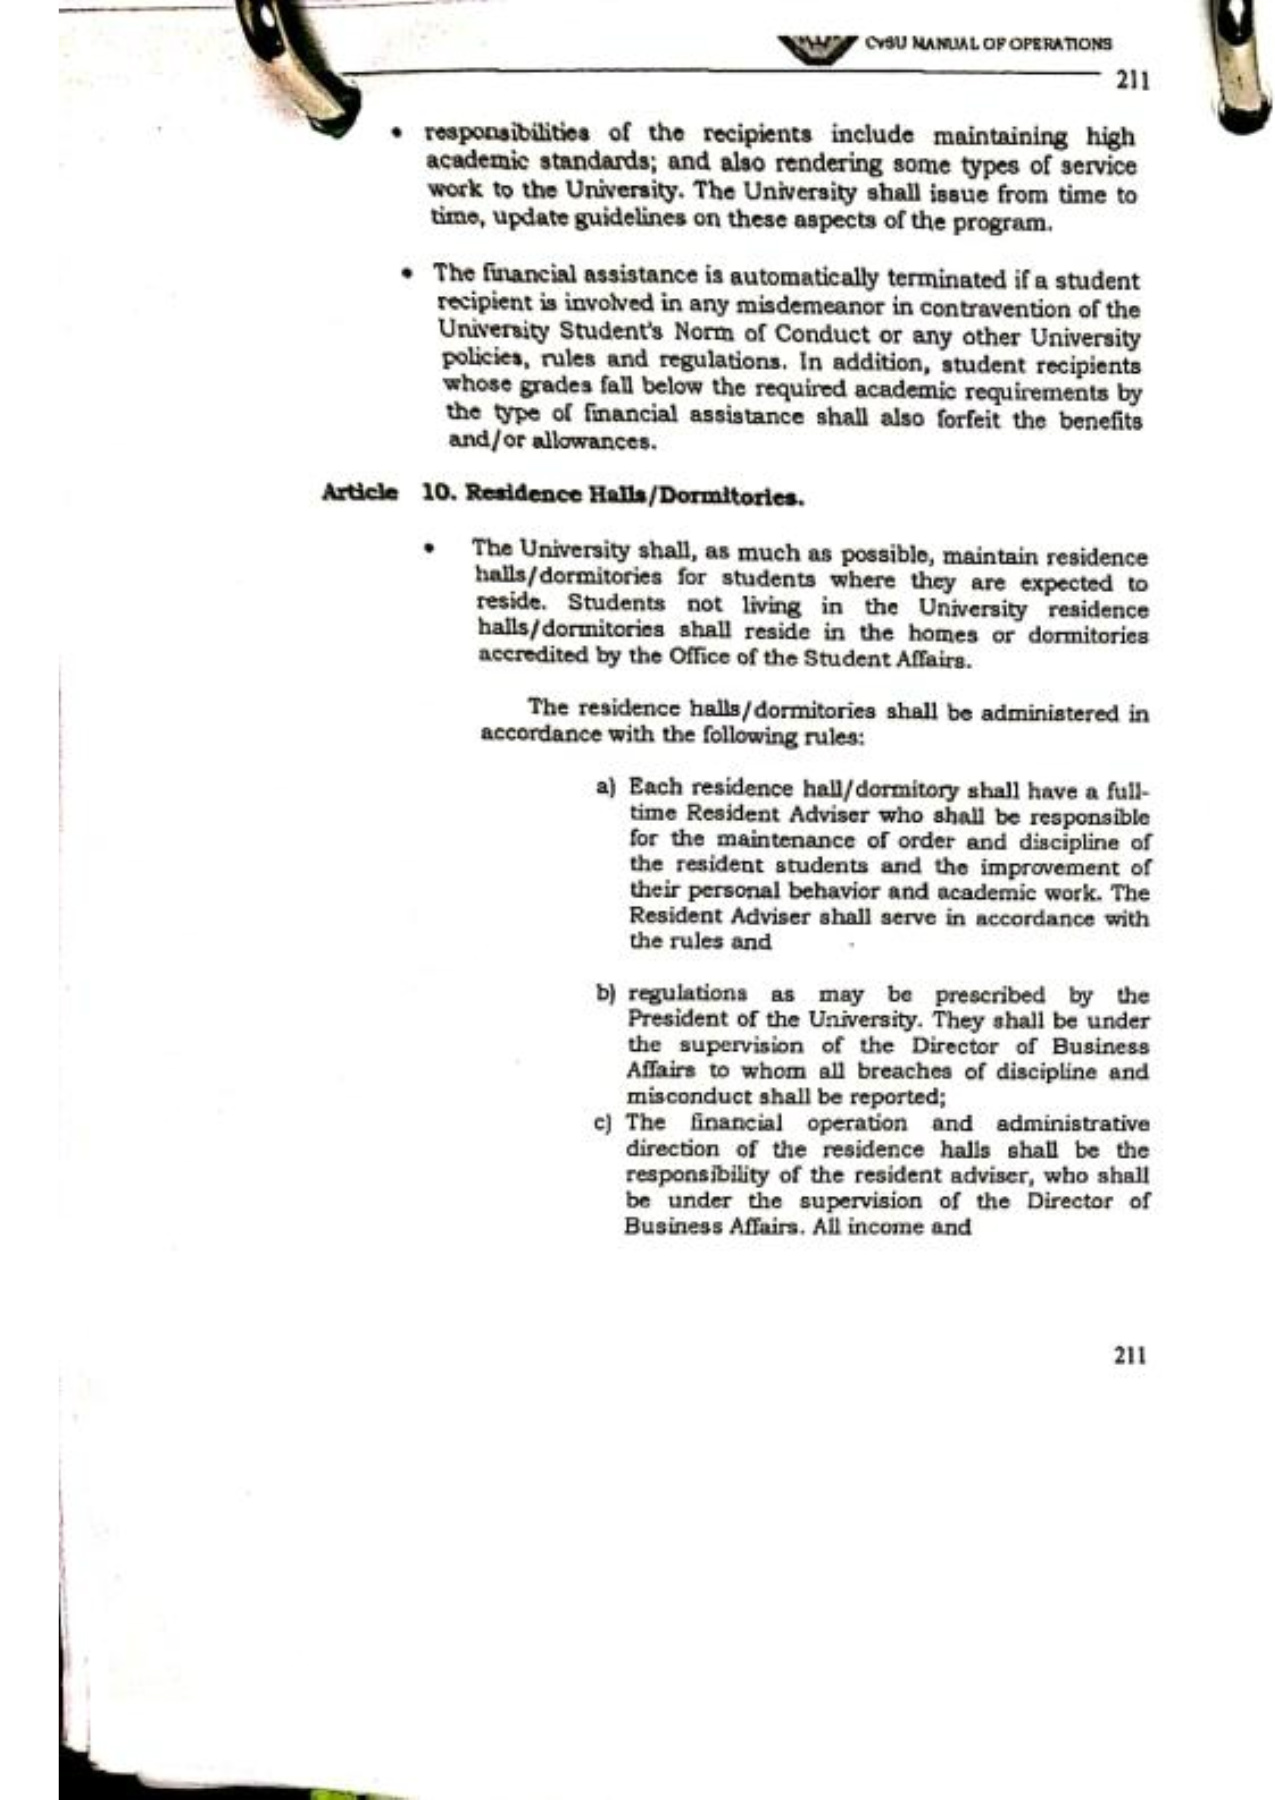 CvSU MANUAL OF OPERATIONS
211
• responsibilities of the recipients include maintaining high
academic standards; and also rendering some types of service
work to the University. The University shall issue from time to
time, update guidelines on these aspects of the program.
• The financial assistance is automatically terminated if a student
recipient is involved in any misdemeanor in contravention of the
University Student's Norm of Conduct or any other University
policies, rules and regulations. In addition, student recipients
whose grades fall below the required academic requirements by
the type of financial assistance shall also forfeit the benefits
and/or allowances.
Article 10. Residence Halls/Dormitories.
• The University shall, as much as possible, maintain residence
halls/dormitories for students where they are expected to
reside. Students not living in the University residence
halls/dormitories shall reside in the homes or dormitories
accredited by the Office of the Student Affairs.
The residence halls/dormitories shall be administered in
accordance with the following rules:
a) Each residence hall/dormitory shall have a full-
time Resident Adviser who shall be responsible
for the maintenance of order and discipline of
the resident students and the improvement of
their personal behavior and academic work. The
Resident Adviser shall serve in accordance with
the rules and
b) regulations as may be prescribed by the
President of the University. They shall be under
the supervision of the Director of Business
Affairs to whom all breaches of discipline and
misconduct shall be reported;
c) The financial operation and administrative
direction of the residence halls shall be the
responsibility of the resident adviser, who shall
be under the supervision of the Director of
Business Affairs. All income and
211